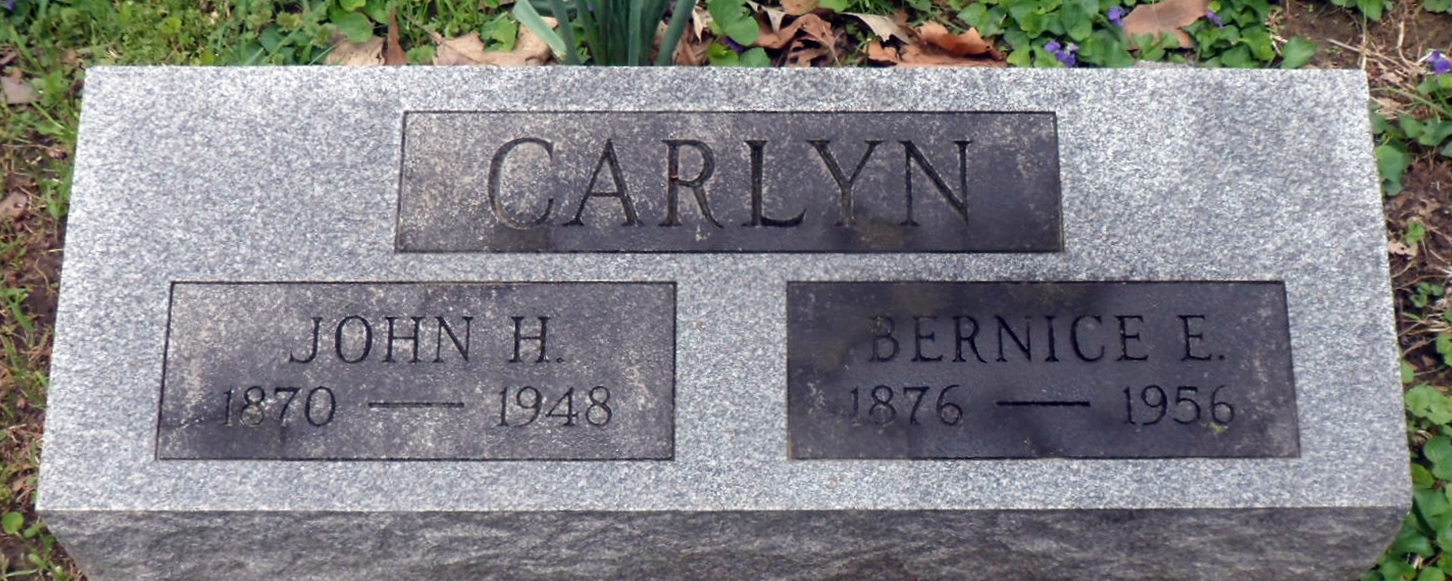 CARLYN
JOHN H.
1870 — 1948
BERNICE E.
1876 — 1956